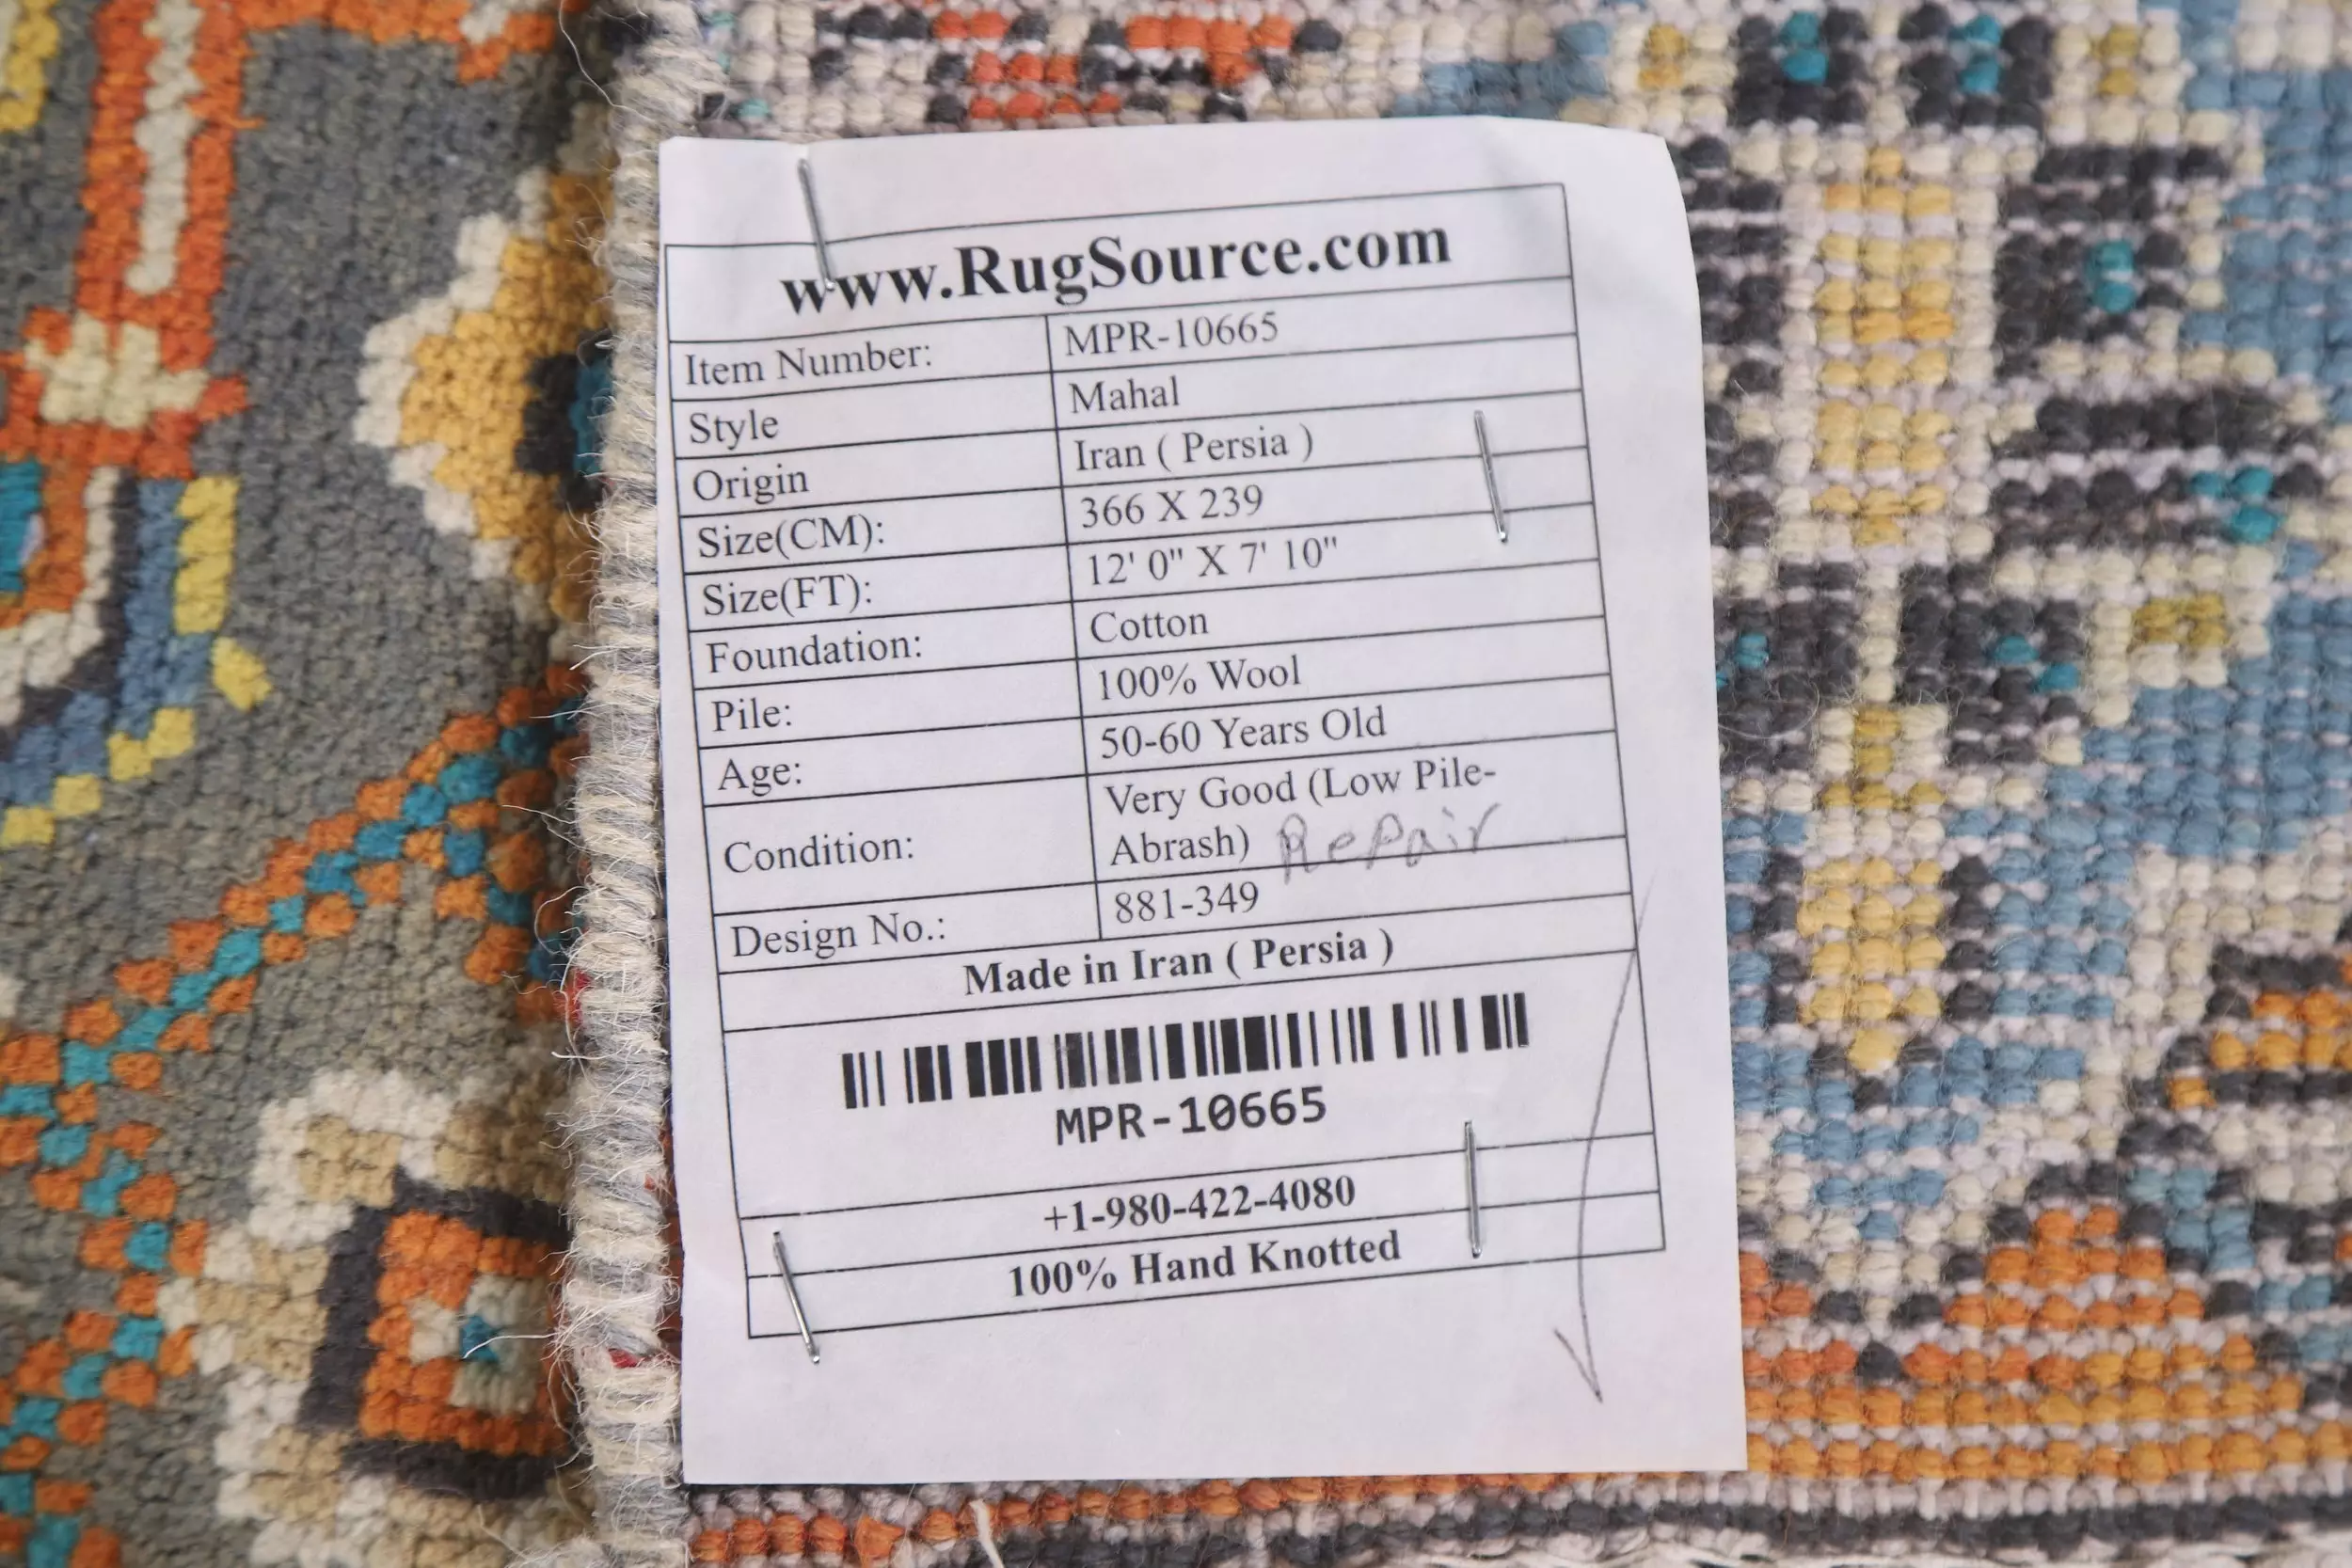 www.RugSource.com
Item Number: MPR-10665
Style Mahal
Origin Iran ( Persia )
Size(CM): 366 X 239
Size(FT): 12' 0" X 7' 10"
Foundation: Cotton
Pile: 100% Wool
Age: 50-60 Years Old
Condition: Very Good (Low Pile-
Abrash) Repair
Design No.: 881-349
Made in Iran ( Persia )
MPR-10665
+1-980-422-4080
100% Hand Knotted